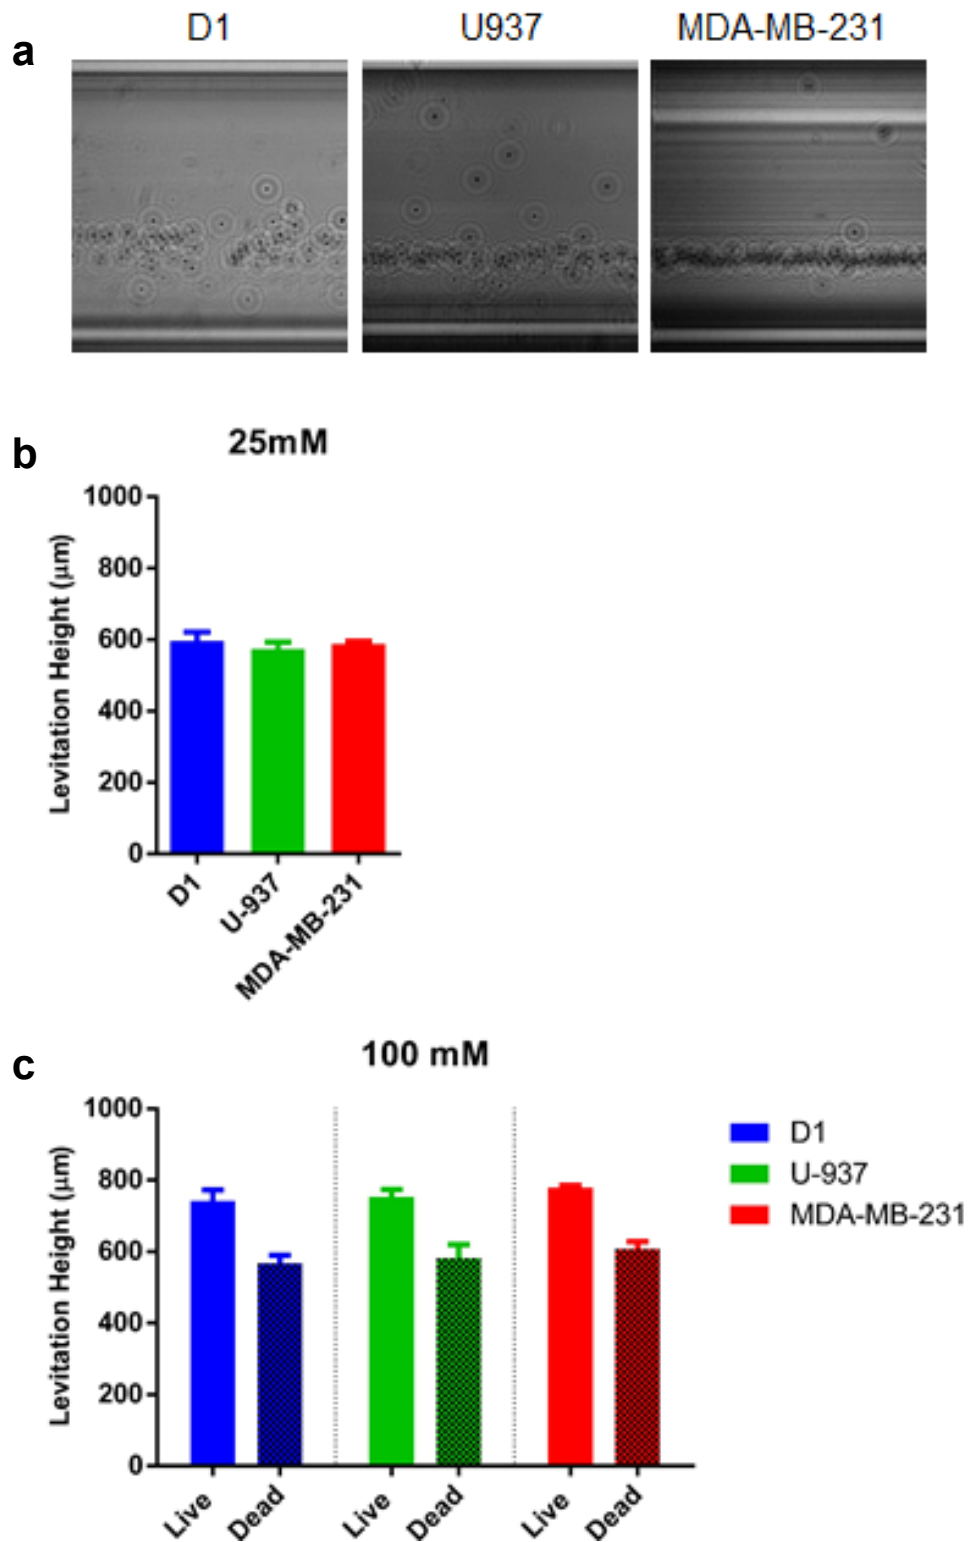 a
D1 U937 MDA-MB-231
b
25mM
Levitation Height (μm)
1000
800
600
400
200
0
D1
U-937
MDA-MB-231
c
100 mM
Levitation Height (μm)
1000
800
600
400
200
0
Live
Dead
Live
Dead
Live
Dead
D1
U-937
MDA-MB-231